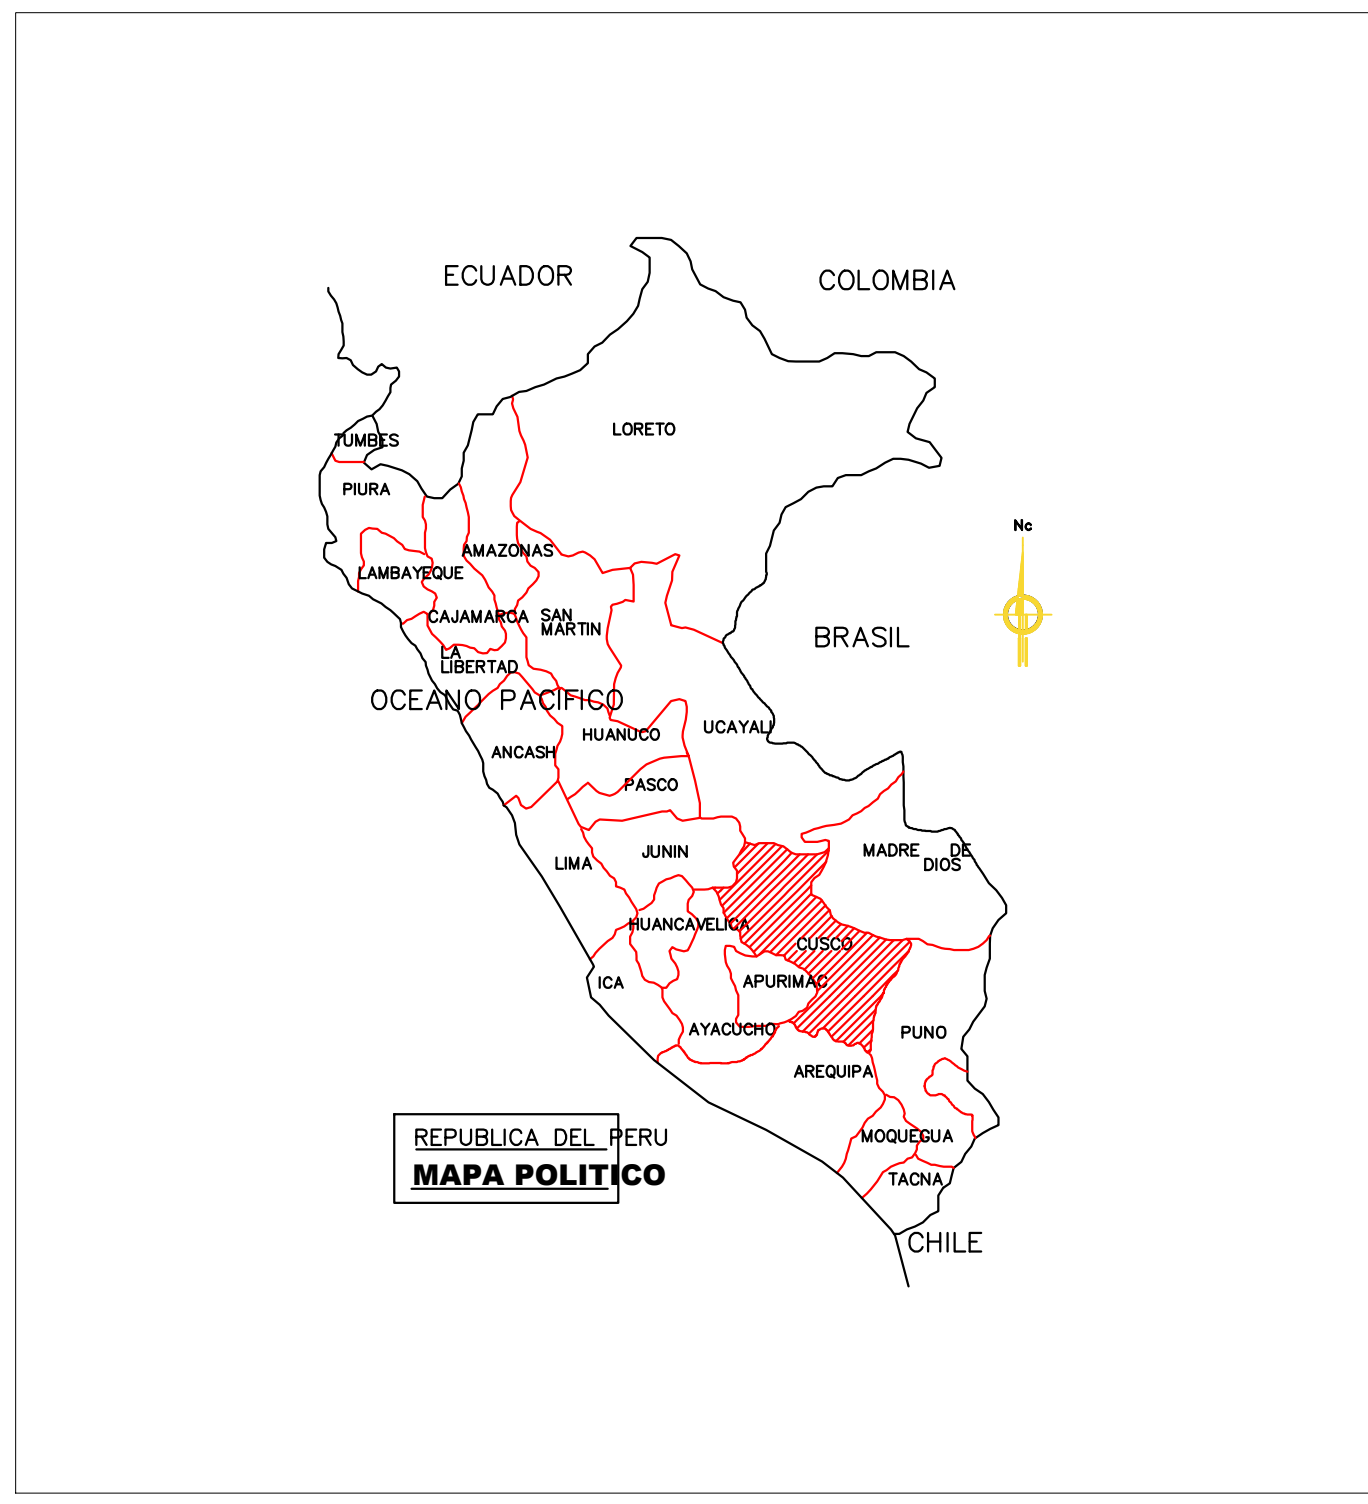 ECUADOR
COLOMBIA
LORETO
TUMBES
PIURA
Nc
AMAZONAS
LAMBAYEQUE
CAJAMARCA
SAN
MARTIN
BRASIL
LA
LIBERTAD
OCEANO PACIFICO
UCAYALI
HUANUCO
ANCASH
PASCO
JUNIN
MADRE DE
DIOS
LIMA
HUANCAVELICA
CUSCO
ICA
APURIMAC
AYACUCHO
PUNO
AREQUIPA
MOQUEGUA
REPUBLICA DEL PERU
MAPA POLITICO
TACNA
CHILE